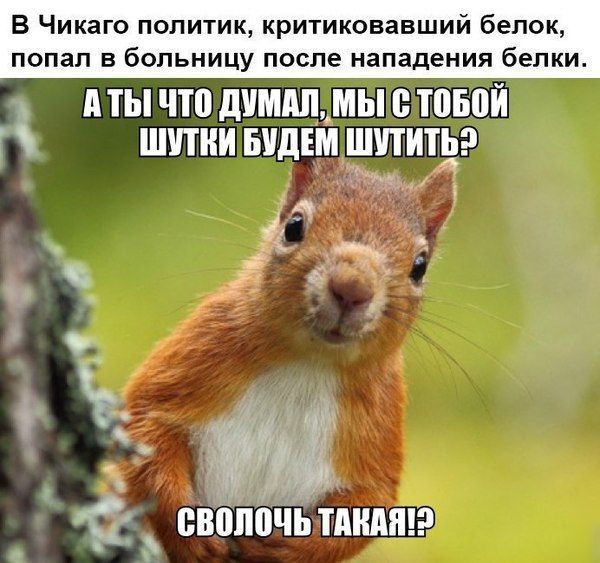 В Чикаго политик, критиковавший белок,
попал в больницу после нападения белки.
А ТЫ ЧТО ДУМАЛ, МЫ С ТОБОЙ
ШУТКИ БУДЕМ ШУТИТЬ?
СВОЛОЧЬ ТАКАЯ!?